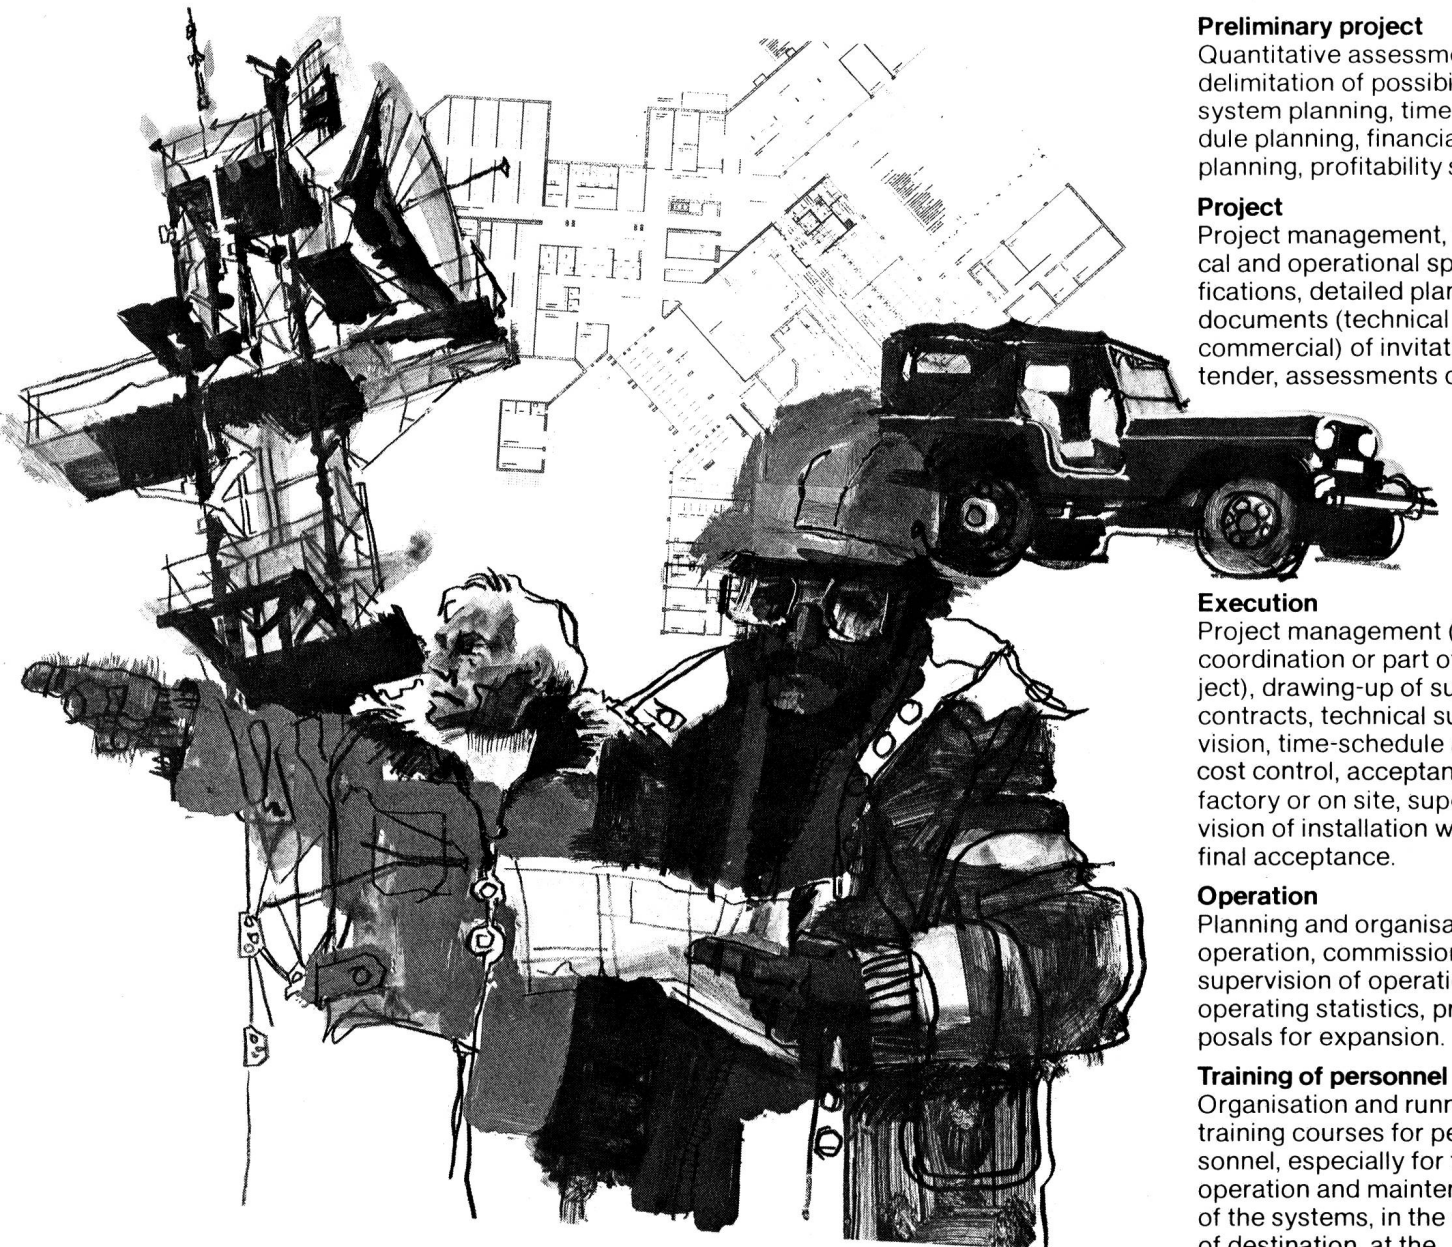 Preliminary project
Quantitative assessme
delimitation of possibi
system planning, time
dule planning, financia
planning, profitability s
Project
Project management,
cal and operational sp
fications, detailed plan
documents (technical
commercial) of invitat
tender, assessments o
Execution
Project management (
coordination or part of
ject), drawing-up of su
contracts, technical su
vision, time-schedule
cost control, acceptan
factory or on site, supe
vision of installation w
final acceptance.
Operation
Planning and organisa
operation, commission
supervision of operati
operating statistics, pr
posals for expansion.
Training of personnel
Organisation and runn
training courses for pe
sonnel, especially for
operation and mainten
of the systems, in the
of destination, at the